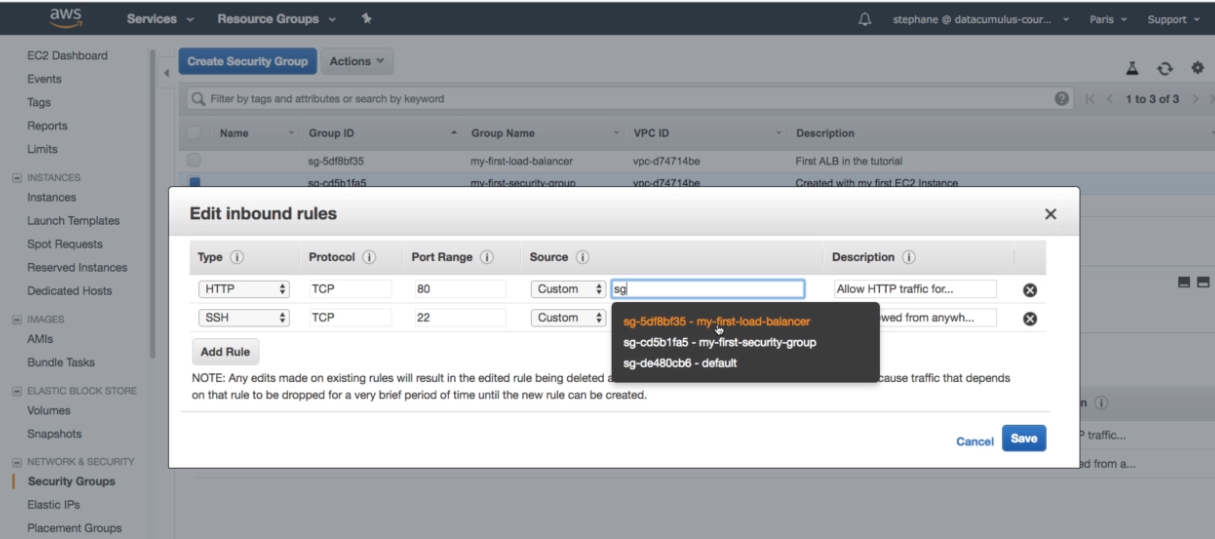 aws Services Resource Groups stephane @ datacumulus-cour... Paris Support
EC2 Dashboard
Events
Tags
Reports
Limits
INSTANCES
Instances
Launch Templates
Spot Requests
Reserved Instances
Dedicated Hosts
IMAGES
AMIs
Bundle Tasks
ELASTIC BLOCK STORE
Volumes
Snapshots
NETWORK & SECURITY
Security Groups
Elastic IPs
Placement Groups
Create Security Group Actions
Filter by tags and attributes or search by keyword 1 to 3 of 3
Name Group ID Group Name VPC ID Description
sg-5df8bf35 my-first-load-balancer vpc-d74714be First ALB in the tutorial
sg-cd5b1fa5 my-first-security-group vpc-d74714be Created with my first EC2 Instance
Edit inbound rules
Type Protocol Port Range Source Description
HTTP TCP 80 Custom sg Allow HTTP traffic for...
SSH TCP 22 Custom owed from anywh...
sg-5df8bf35 - my-first-load-balancer
sg-cd5b1fa5 - my-first-security-group
sg-de480cb6 - default
Add Rule
NOTE: Any edits made on existing rules will result in the edited rule being deleted a cause traffic that depends
on that rule to be dropped for a very brief period of time until the new rule can be created.
Cancel Save
n
P traffic...
ed from a...